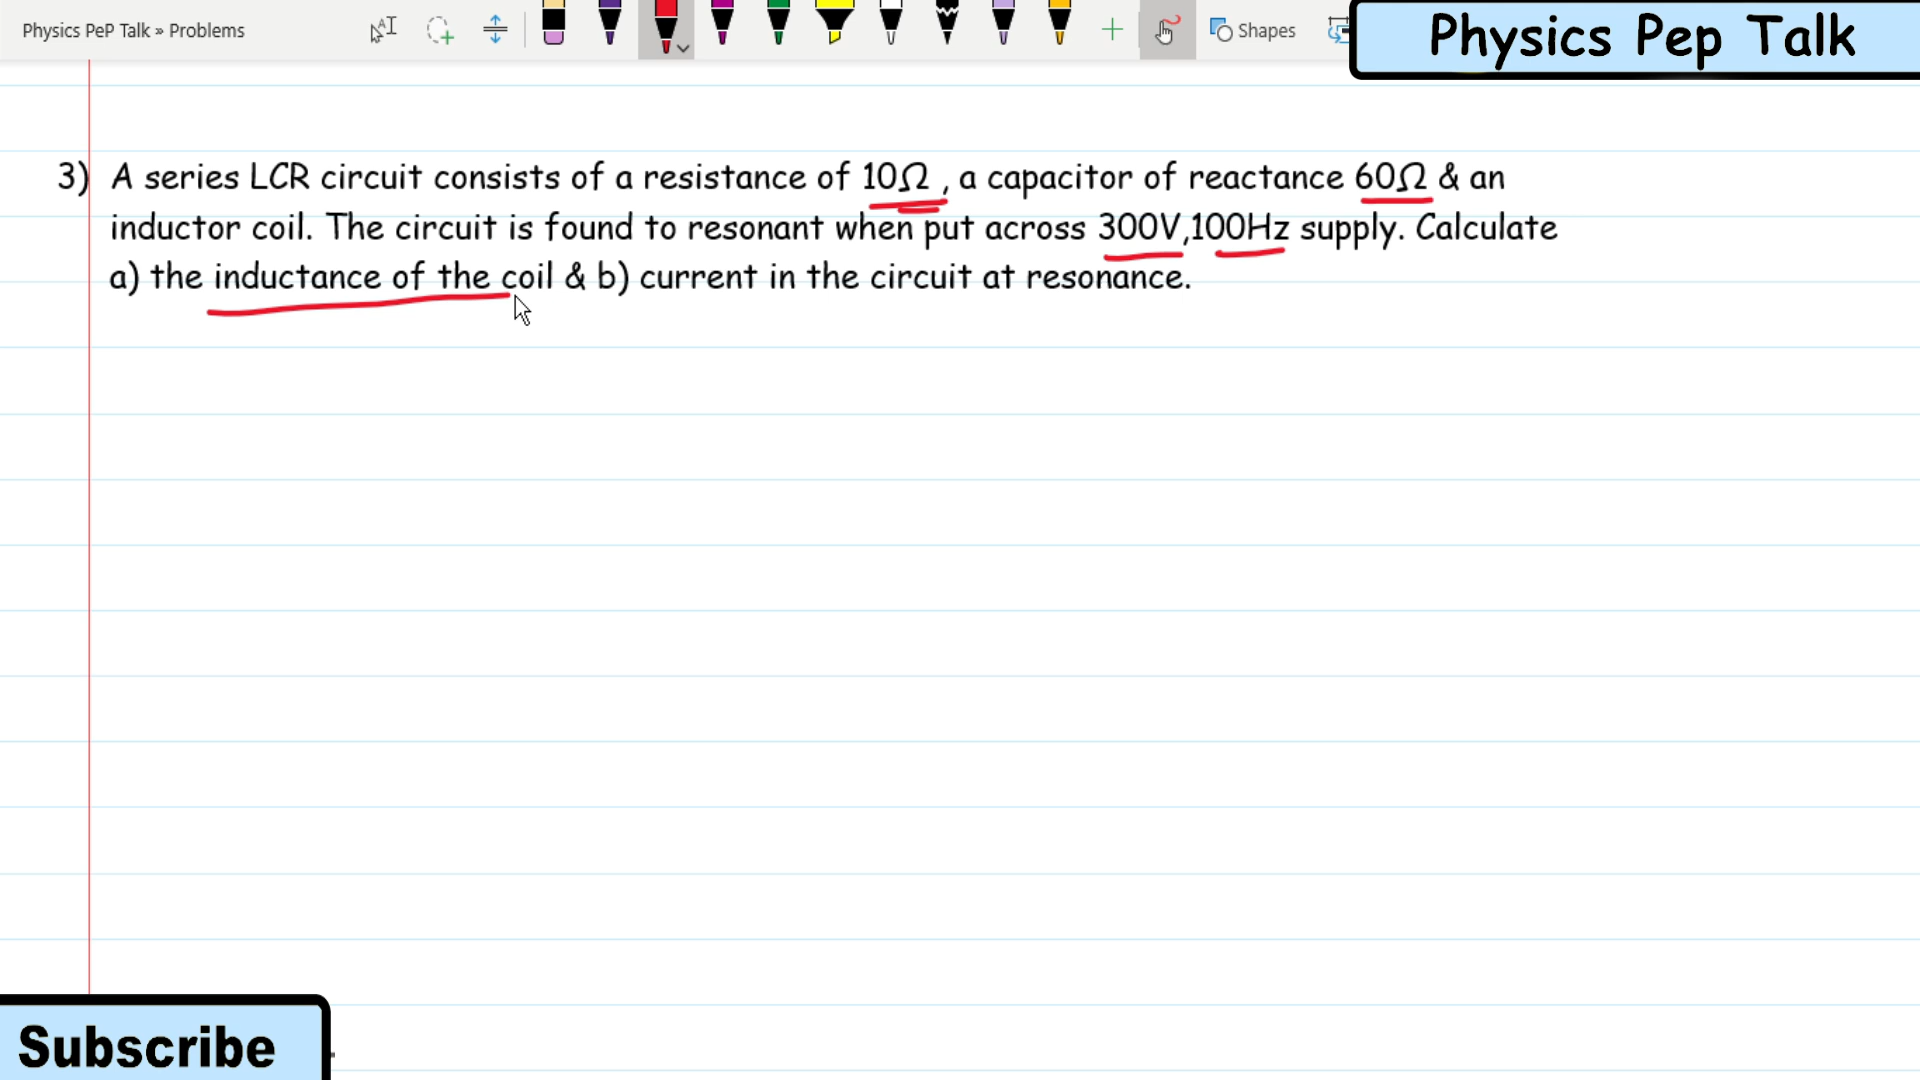 Physics PeP Talk » Problems
Shapes
Physics Pep Talk
3) A series LCR circuit consists of a resistance of 10Ω , a capacitor of reactance 60Ω & an
inductor coil. The circuit is found to resonant when put across 300V,100Hz supply. Calculate
a) the inductance of the coil & b) current in the circuit at resonance.
Subscribe